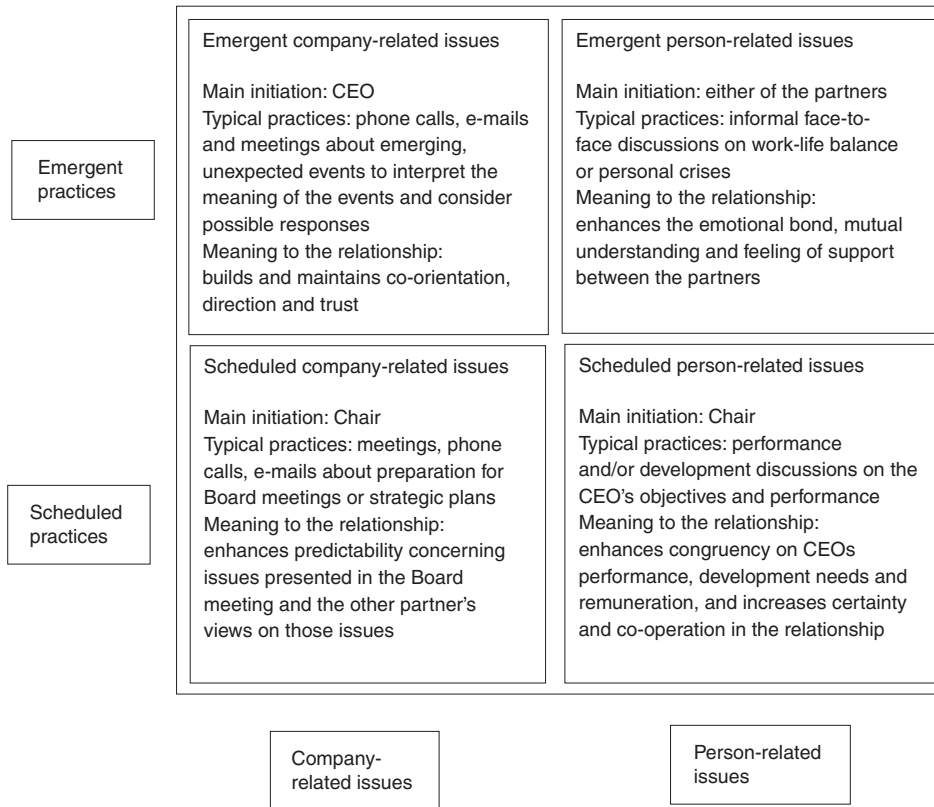 Emergent
practices
Emergent company-related issues
Main initiation: CEO
Typical practices: phone calls, e-mails
and meetings about emerging,
unexpected events to interpret the
meaning of the events and consider
possible responses
Meaning to the relationship:
builds and maintains co-orientation,
direction and trust
Emergent person-related issues
Main initiation: either of the partners
Typical practices: informal face-to-
face discussions on work-life balance
or personal crises
Meaning to the relationship:
enhances the emotional bond, mutual
understanding and feeling of support
between the partners
Scheduled
practices
Scheduled company-related issues
Main initiation: Chair
Typical practices: meetings, phone
calls, e-mails about preparation for
Board meetings or strategic plans
Meaning to the relationship:
enhances predictability concerning
issues presented in the Board
meeting and the other partner’s
views on those issues
Scheduled person-related issues
Main initiation: Chair
Typical practices: performance
and/or development discussions on the
CEO’s objectives and performance
Meaning to the relationship:
enhances congruency on CEOs
performance, development needs and
remuneration, and increases certainty
and co-operation in the relationship
Company-
related issues
Person-related
issues